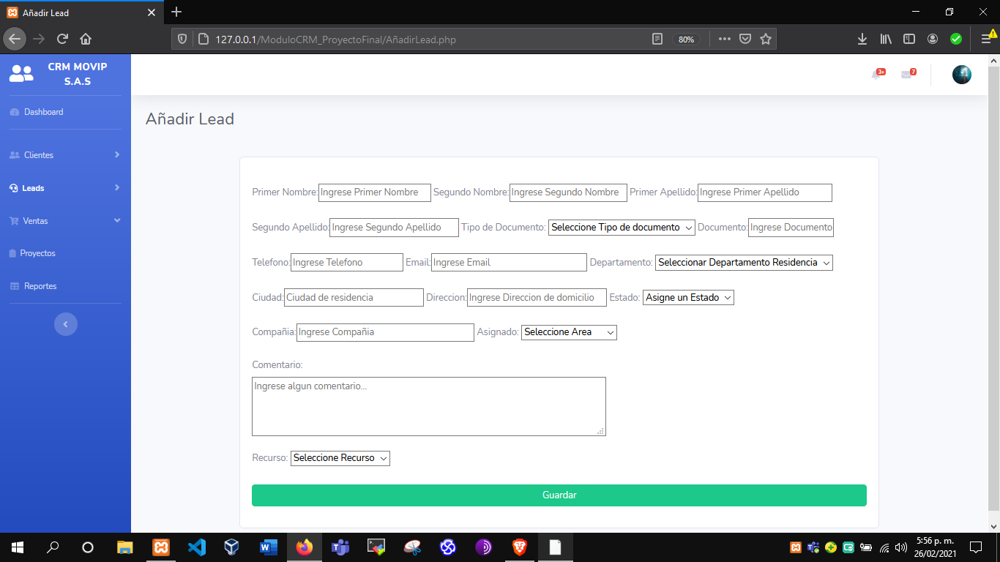 Añadir Lead
127.0.0.1/ModuloCRM_ProyectoFinal/AñadirLead.php
80%
CRM MOVIP
S.A.S
3+
7
Dashboard
Clientes
Leads
Ventas
Proyectos
Reportes
Añadir Lead
Primer Nombre: Ingrese Primer Nombre Segundo Nombre: Ingrese Segundo Nombre Primer Apellido: Ingrese Primer Apellido
Segundo Apellido: Ingrese Segundo Apellido Tipo de Documento: Seleccione Tipo de documento Documento: Ingrese Documento
Telefono: Ingrese Telefono Email: Ingrese Email Departamento: Seleccionar Departamento Residencia
Ciudad: Ciudad de residencia Direccion: Ingrese Direccion de domicilio Estado: Asigne un Estado
Compañia: Ingrese Compañia Asignado: Seleccione Area
Comentario:
Ingrese algun comentario...
Recurso: Seleccione Recurso
Guardar
5:56 p. m.
26/02/2021